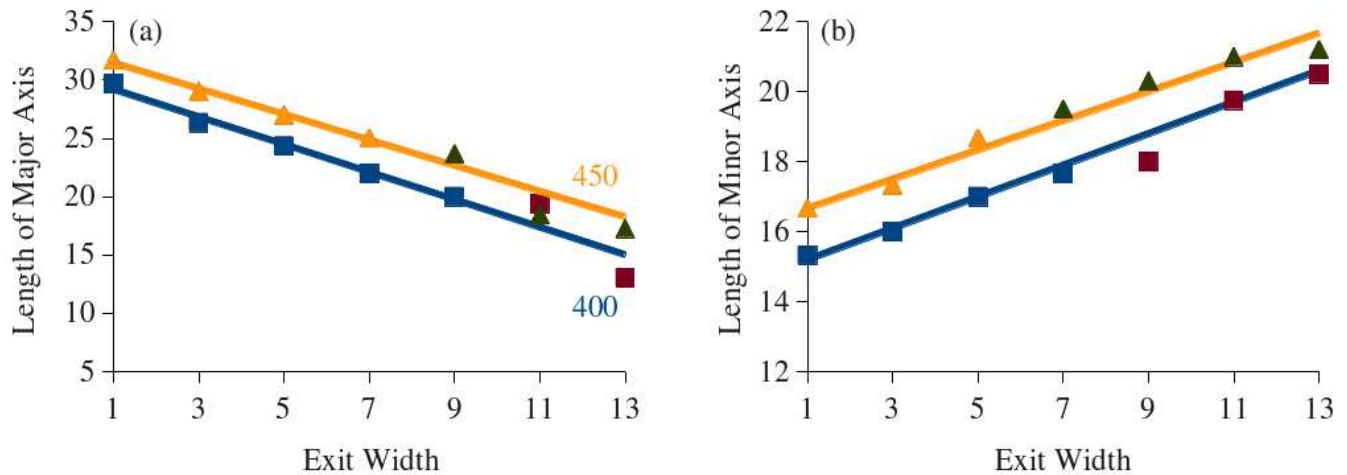 (a)
Length of Major Axis
35
30
25
20
15
10
5
450
400
1 3 5 7 9 11 13
Exit Width
(b)
Length of Minor Axis
22
20
18
16
14
12
1 3 5 7 9 11 13
Exit Width